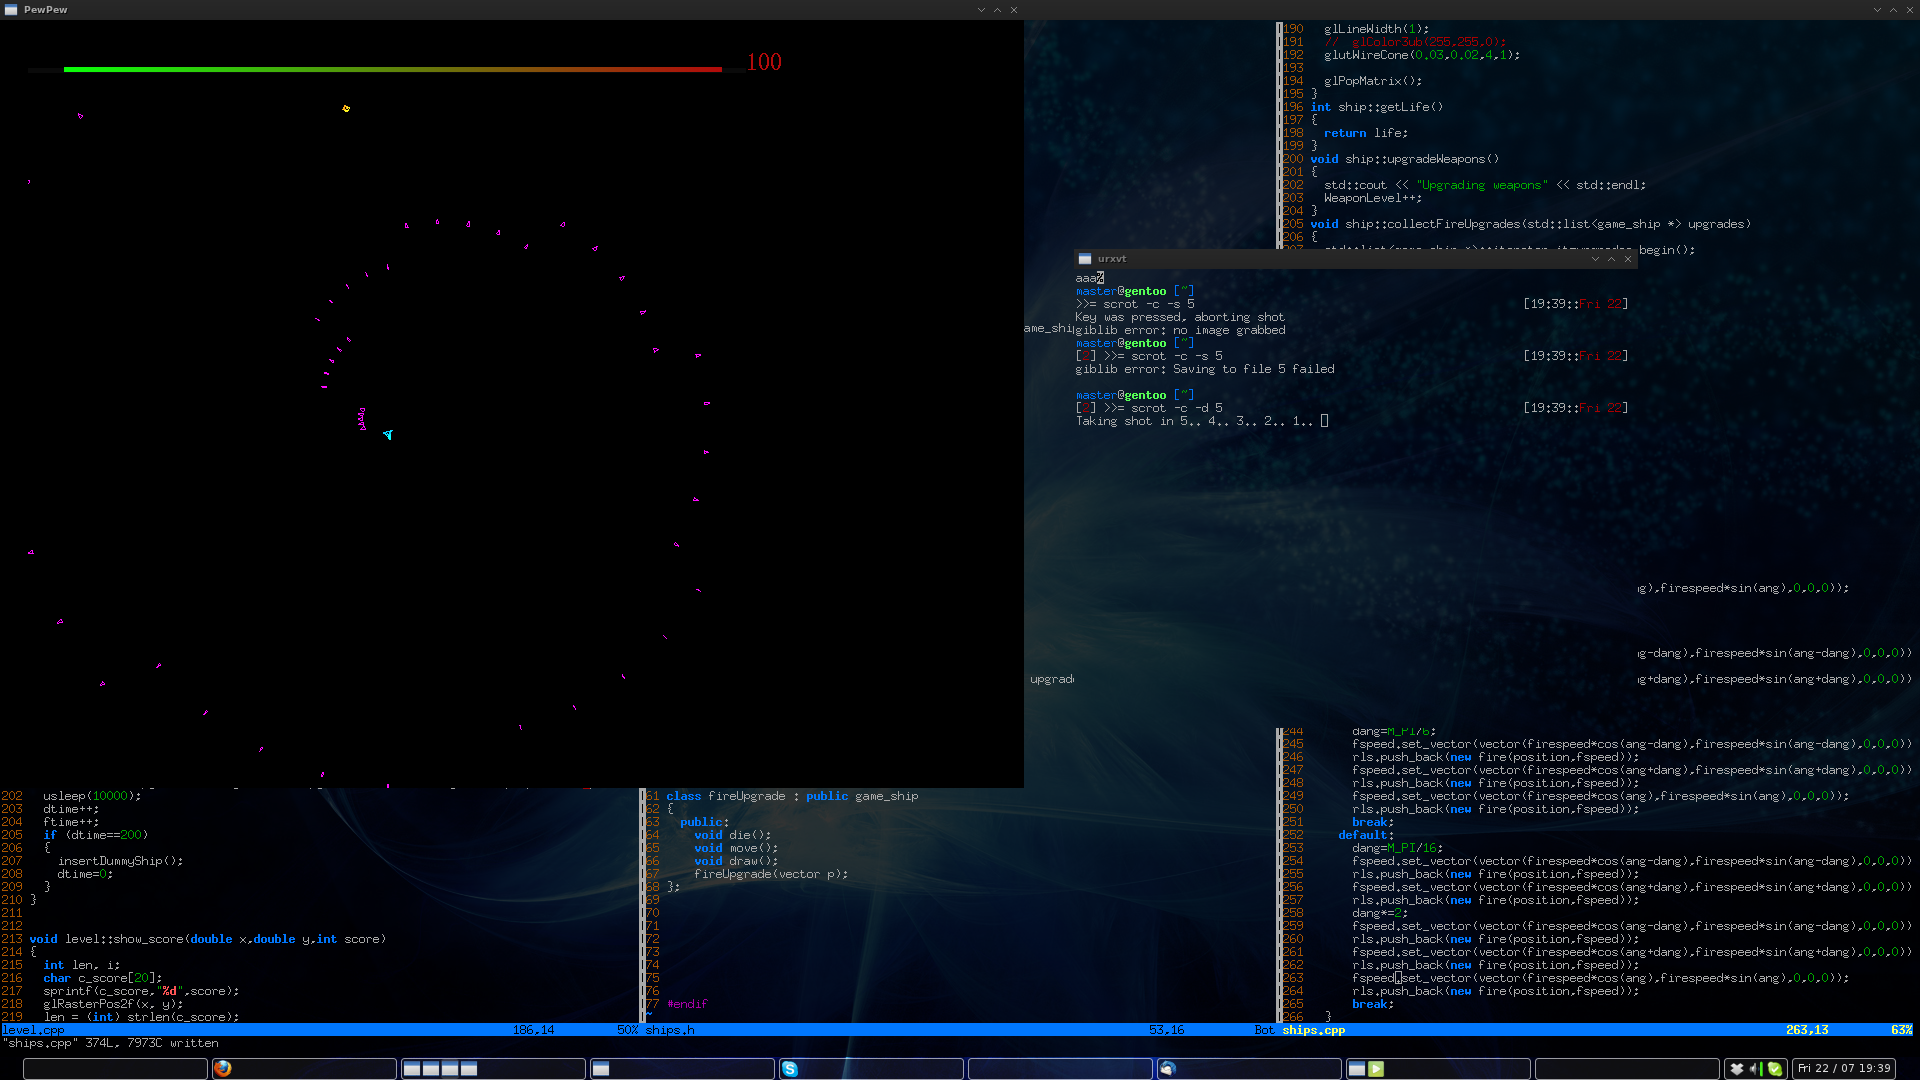 PewPew
100
190 glLineWidth(1);
191 // glColor3ub(255,255,0);
192 glutWireCone(0.03,0.02,4,1);
193
194 glPopMatrix();
195 }
196 int ship::getLife()
197 {
198 return life;
199 }
200 void ship::upgradeWeapons()
201 {
202 std::cout << "Upgrading weapons" << std::endl;
203 WeaponLevel++;
204 }
205 void ship::collectFireUpgrades(std::list<game_ship *> upgrades)
206 {
begin();
urxvt
aaa%
master@gentoo [~]
>>= scrot -c -s 5 [19:39::Fri 22]
Key was pressed, aborting shot
giblib error: no image grabbed
master@gentoo [~]
[2] >>= scrot -c -s 5 [19:39::Fri 22]
giblib error: Saving to file 5 failed
master@gentoo [~]
[2] >>= scrot -c -d 5 [19:39::Fri 22]
Taking shot in 5.. 4.. 3.. 2.. 1..
ame_shi
g),firespeed*sin(ang),0,0,0));
g-dang),firespeed*sin(ang-dang),0,0,0))
upgrad
g+dang),firespeed*sin(ang+dang),0,0,0))
244 dang=M_PI/6;
245 fspeed.set_vector(vector(firespeed*cos(ang-dang),firespeed*sin(ang-dang),0,0,0))
246 rls.push_back(new fire(position,fspeed));
247 fspeed.set_vector(vector(firespeed*cos(ang+dang),firespeed*sin(ang+dang),0,0,0))
248 rls.push_back(new fire(position,fspeed));
249 fspeed.set_vector(vector(firespeed*cos(ang),firespeed*sin(ang),0,0,0));
250 rls.push_back(new fire(position,fspeed));
251 break;
252 default:
253 dang=M_PI/16;
254 fspeed.set_vector(vector(firespeed*cos(ang-dang),firespeed*sin(ang-dang),0,0,0))
255 rls.push_back(new fire(position,fspeed));
256 fspeed.set_vector(vector(firespeed*cos(ang+dang),firespeed*sin(ang+dang),0,0,0))
257 rls.push_back(new fire(position,fspeed));
258 dang*=2;
259 fspeed.set_vector(vector(firespeed*cos(ang-dang),firespeed*sin(ang-dang),0,0,0))
260 rls.push_back(new fire(position,fspeed));
261 fspeed.set_vector(vector(firespeed*cos(ang+dang),firespeed*sin(ang+dang),0,0,0))
262 rls.push_back(new fire(position,fspeed));
263 fspeed.set_vector(vector(firespeed*cos(ang),firespeed*sin(ang),0,0,0));
264 rls.push_back(new fire(position,fspeed));
265 break;
266 }
202 usleep(10000);
203 dtime++;
204 ftime++;
205 if (dtime==200)
206 {
207 insertDummyShip();
208 dtime=0;
209 }
210 }
211
212
213 void level::show_score(double x,double y,int score)
214 {
215 int len, i;
216 char c_score[20];
217 sprintf(c_score,"%d",score);
218 glRasterPos2f(x, y);
219 len = (int) strlen(c_score);
61 class fireUpgrade : public game_ship
62 {
63 public:
64 void die();
65 void move();
66 void draw();
67 fireUpgrade(vector p);
68 };
69
70
71
72
73
74
75
76
77 #endif
~
level.cpp 186,14 50% ships.h 53,16 Bot ships.cpp 263,13 63%
"ships.cpp" 374L, 7973C written
Fri 22 / 07 19:39